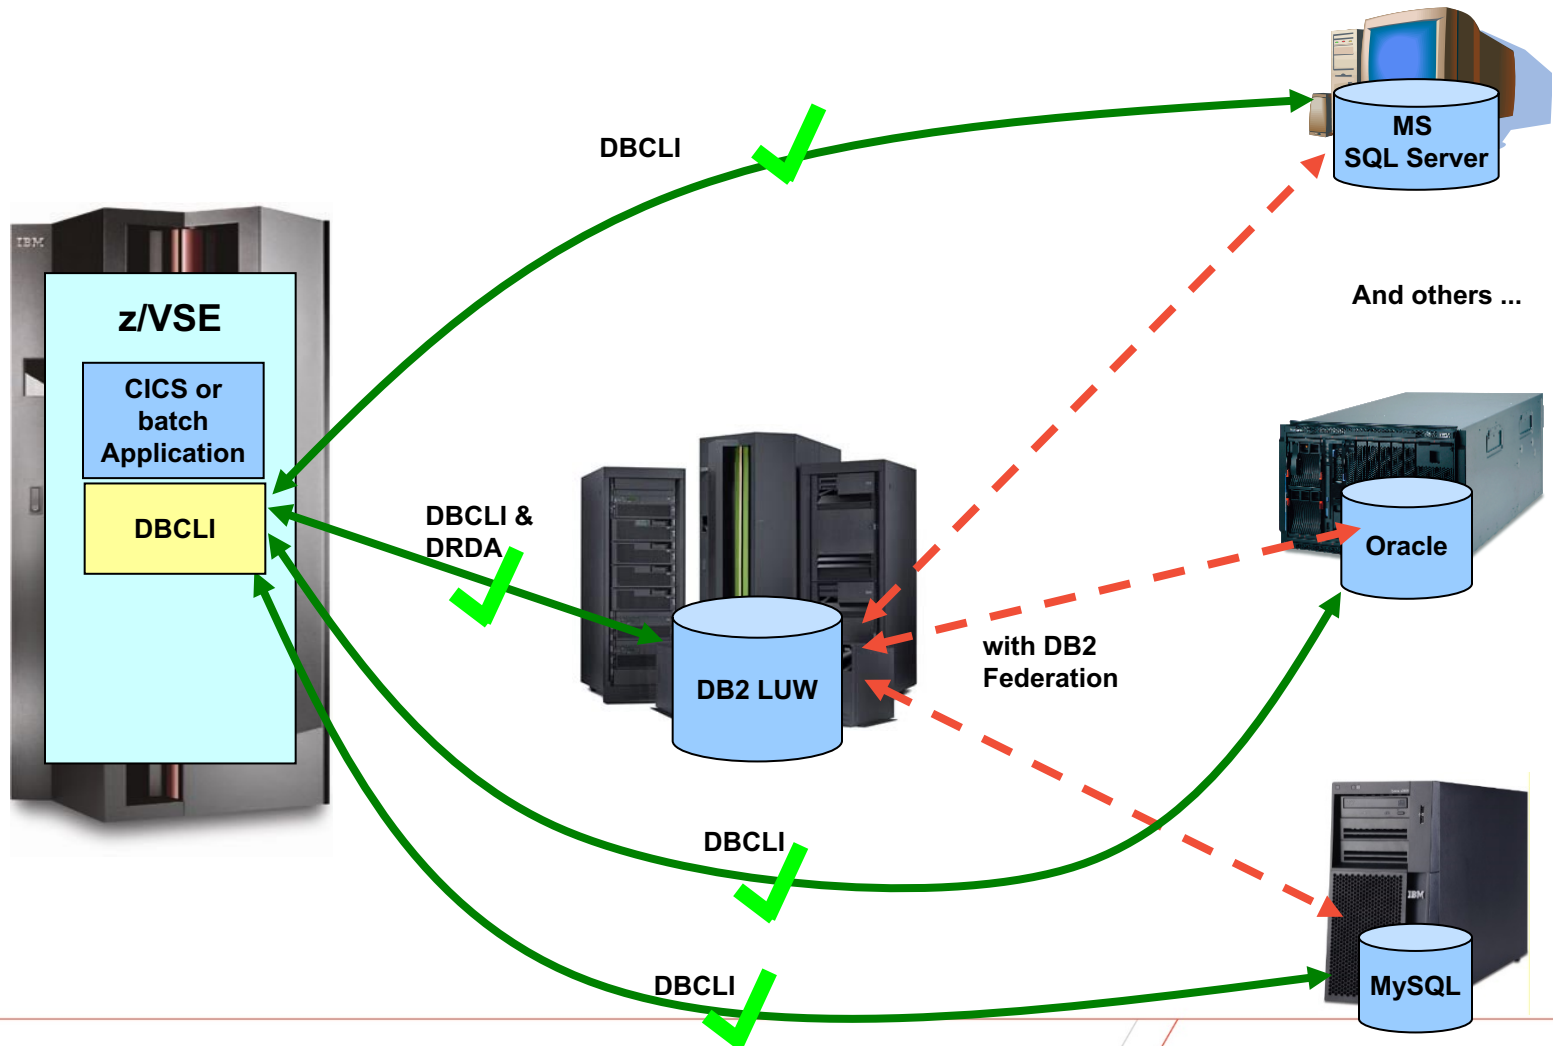 DBCLI
MS
SQL Server
IBM
z/VSE
And others ...
CICS or
batch
Application
DBCLI
DBCLI &
DRDA
Oracle
with DB2
Federation
DB2 LUW
DBCLI
IBM
DBCLI
MySQL